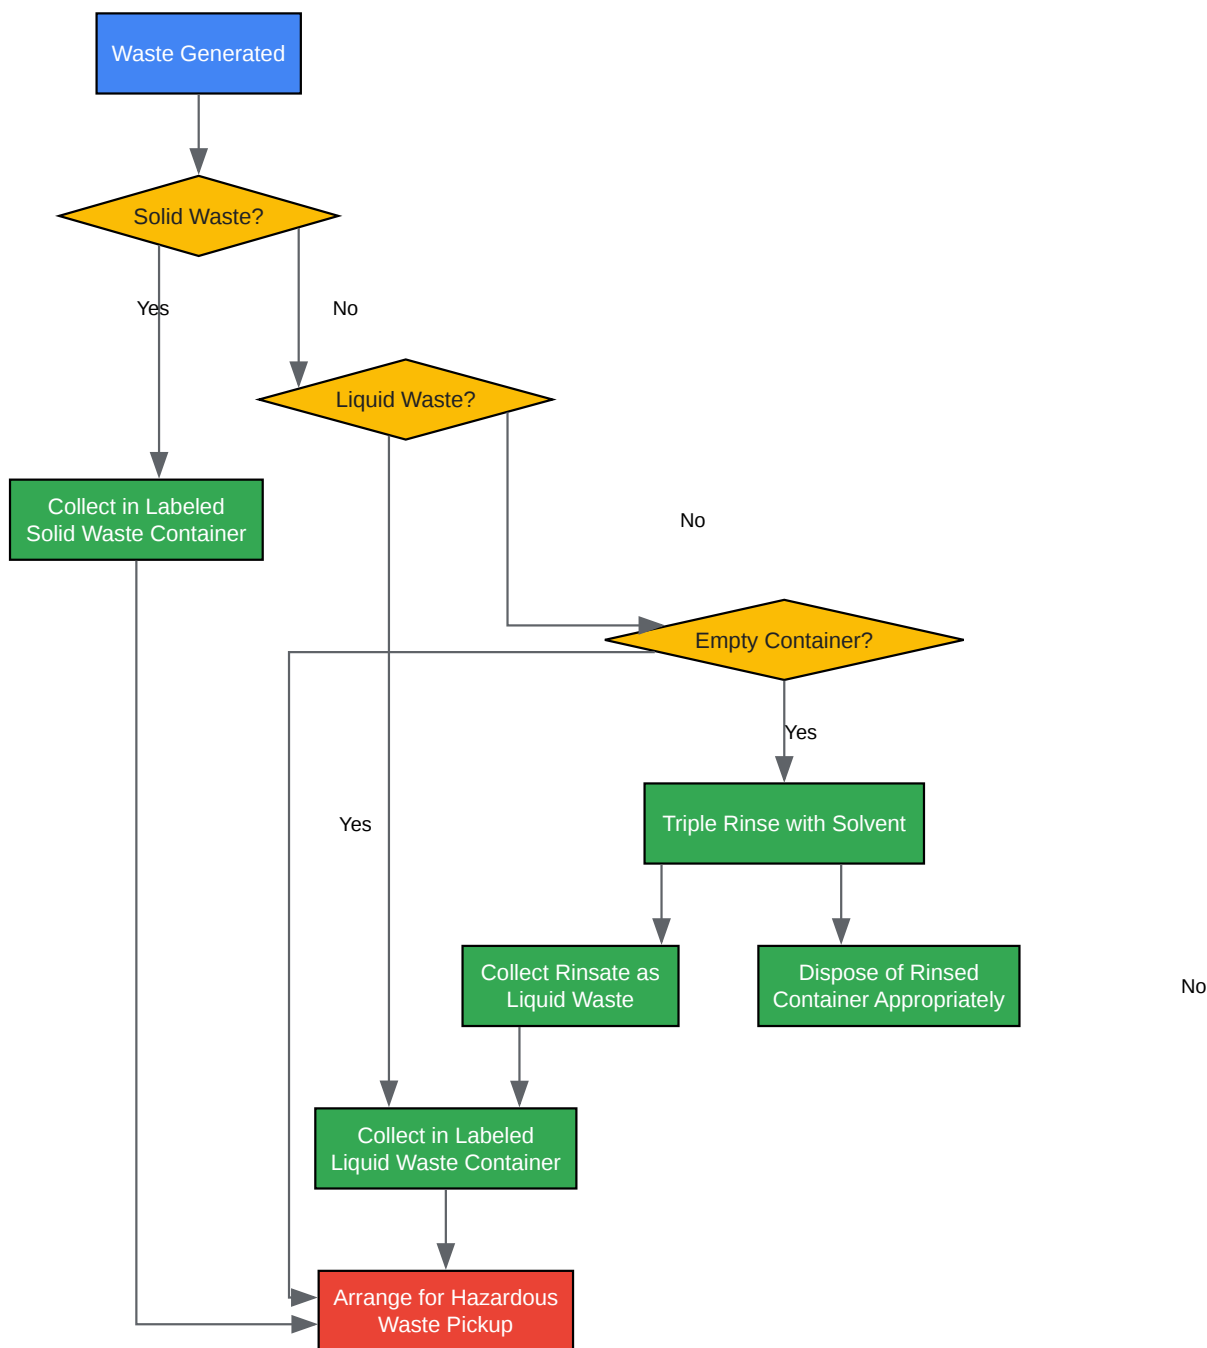 Waste Generated
Solid Waste?
Yes
No
Liquid Waste?
Collect in Labeled
Solid Waste Container
No
Empty Container?
Yes
Yes
Triple Rinse with Solvent
Collect Rinsate as
Liquid Waste
Dispose of Rinsed
Container Appropriately
No
Collect in Labeled
Liquid Waste Container
Arrange for Hazardous
Waste Pickup